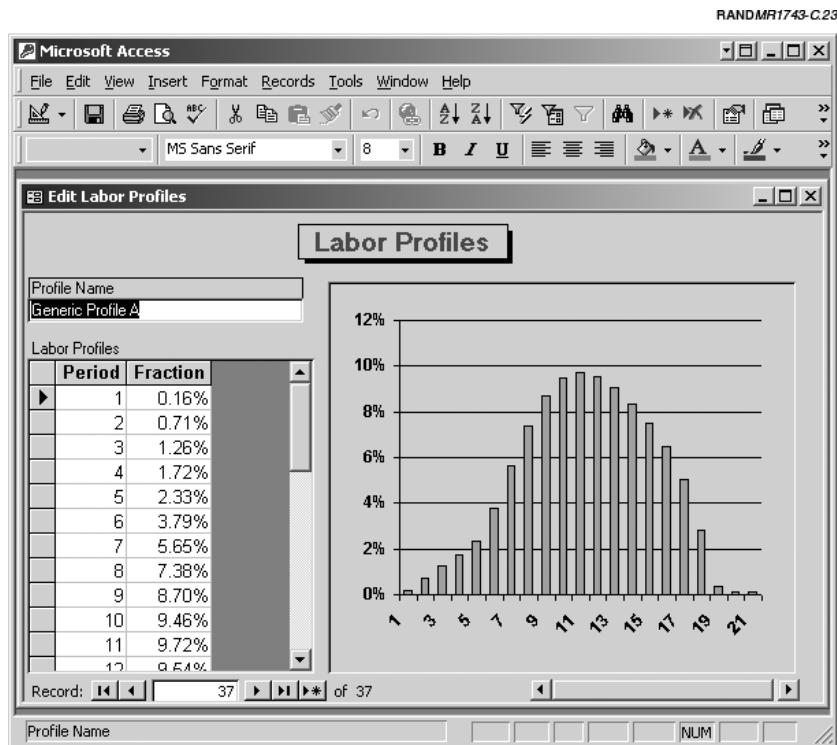 RANDMR1743-C.23
Microsoft Access
File Edit View Insert Format Records Tools Window Help
MS Sans Serif 8 B I U A
Edit Labor Profiles
Labor Profiles
Profile Name
Generic Profile A
Labor Profiles
Period Fraction
1 0.16%
2 0.71%
3 1.26%
4 1.72%
5 2.33%
6 3.79%
7 5.65%
8 7.38%
9 8.70%
10 9.46%
11 9.72%
12 9.54%
12%
10%
8%
6%
4%
2%
0%
1 3 5 7 9 11 13 15 17 19 21
Record: 37 of 37
Profile Name NUM